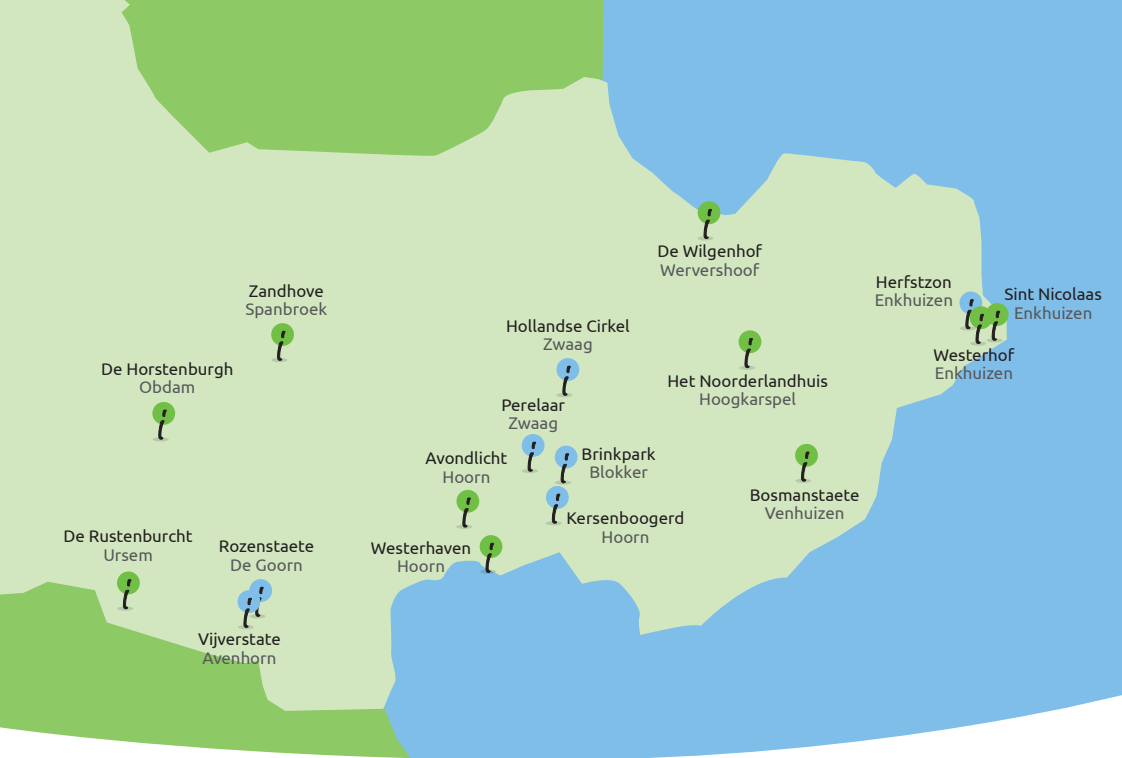 De Wilgenhof
Wervershoof
Herfstzon
Enkhuizen
Sint Nicolaas
Enkhuizen
Zandhove
Spanbroek
Hollandse Cirkel
Zwaag
Westerhof
Enkhuizen
De Horstenburgh
Obdam
Het Noorderlandhuis
Hoogkarspel
Perelaar
Zwaag
Avondlicht
Hoorn
Brinkpark
Blokker
Bosmanstaete
Venhuizen
Kersenboogerd
Hoorn
De Rustenburcht
Ursem
Rozenstaete
De Goorn
Westerhaven
Hoorn
Vijverstate
Avenhorn